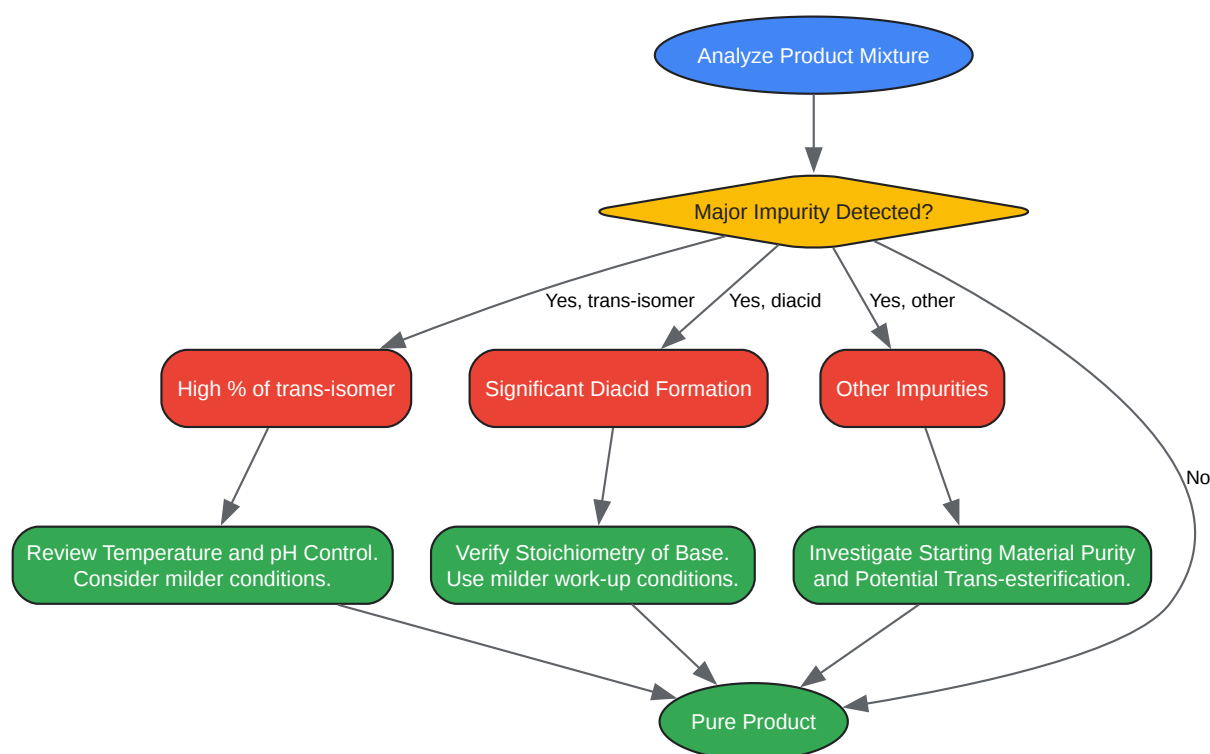 Analyze Product Mixture
Major Impurity Detected?
Yes, trans-isomer
Yes, diacid
Yes, other
High % of trans-isomer
Significant Diacid Formation
Other Impurities
No
Review Temperature and pH Control.
Consider milder conditions.
Verify Stoichiometry of Base.
Use milder work-up conditions.
Investigate Starting Material Purity
and Potential Trans-esterification.
Pure Product